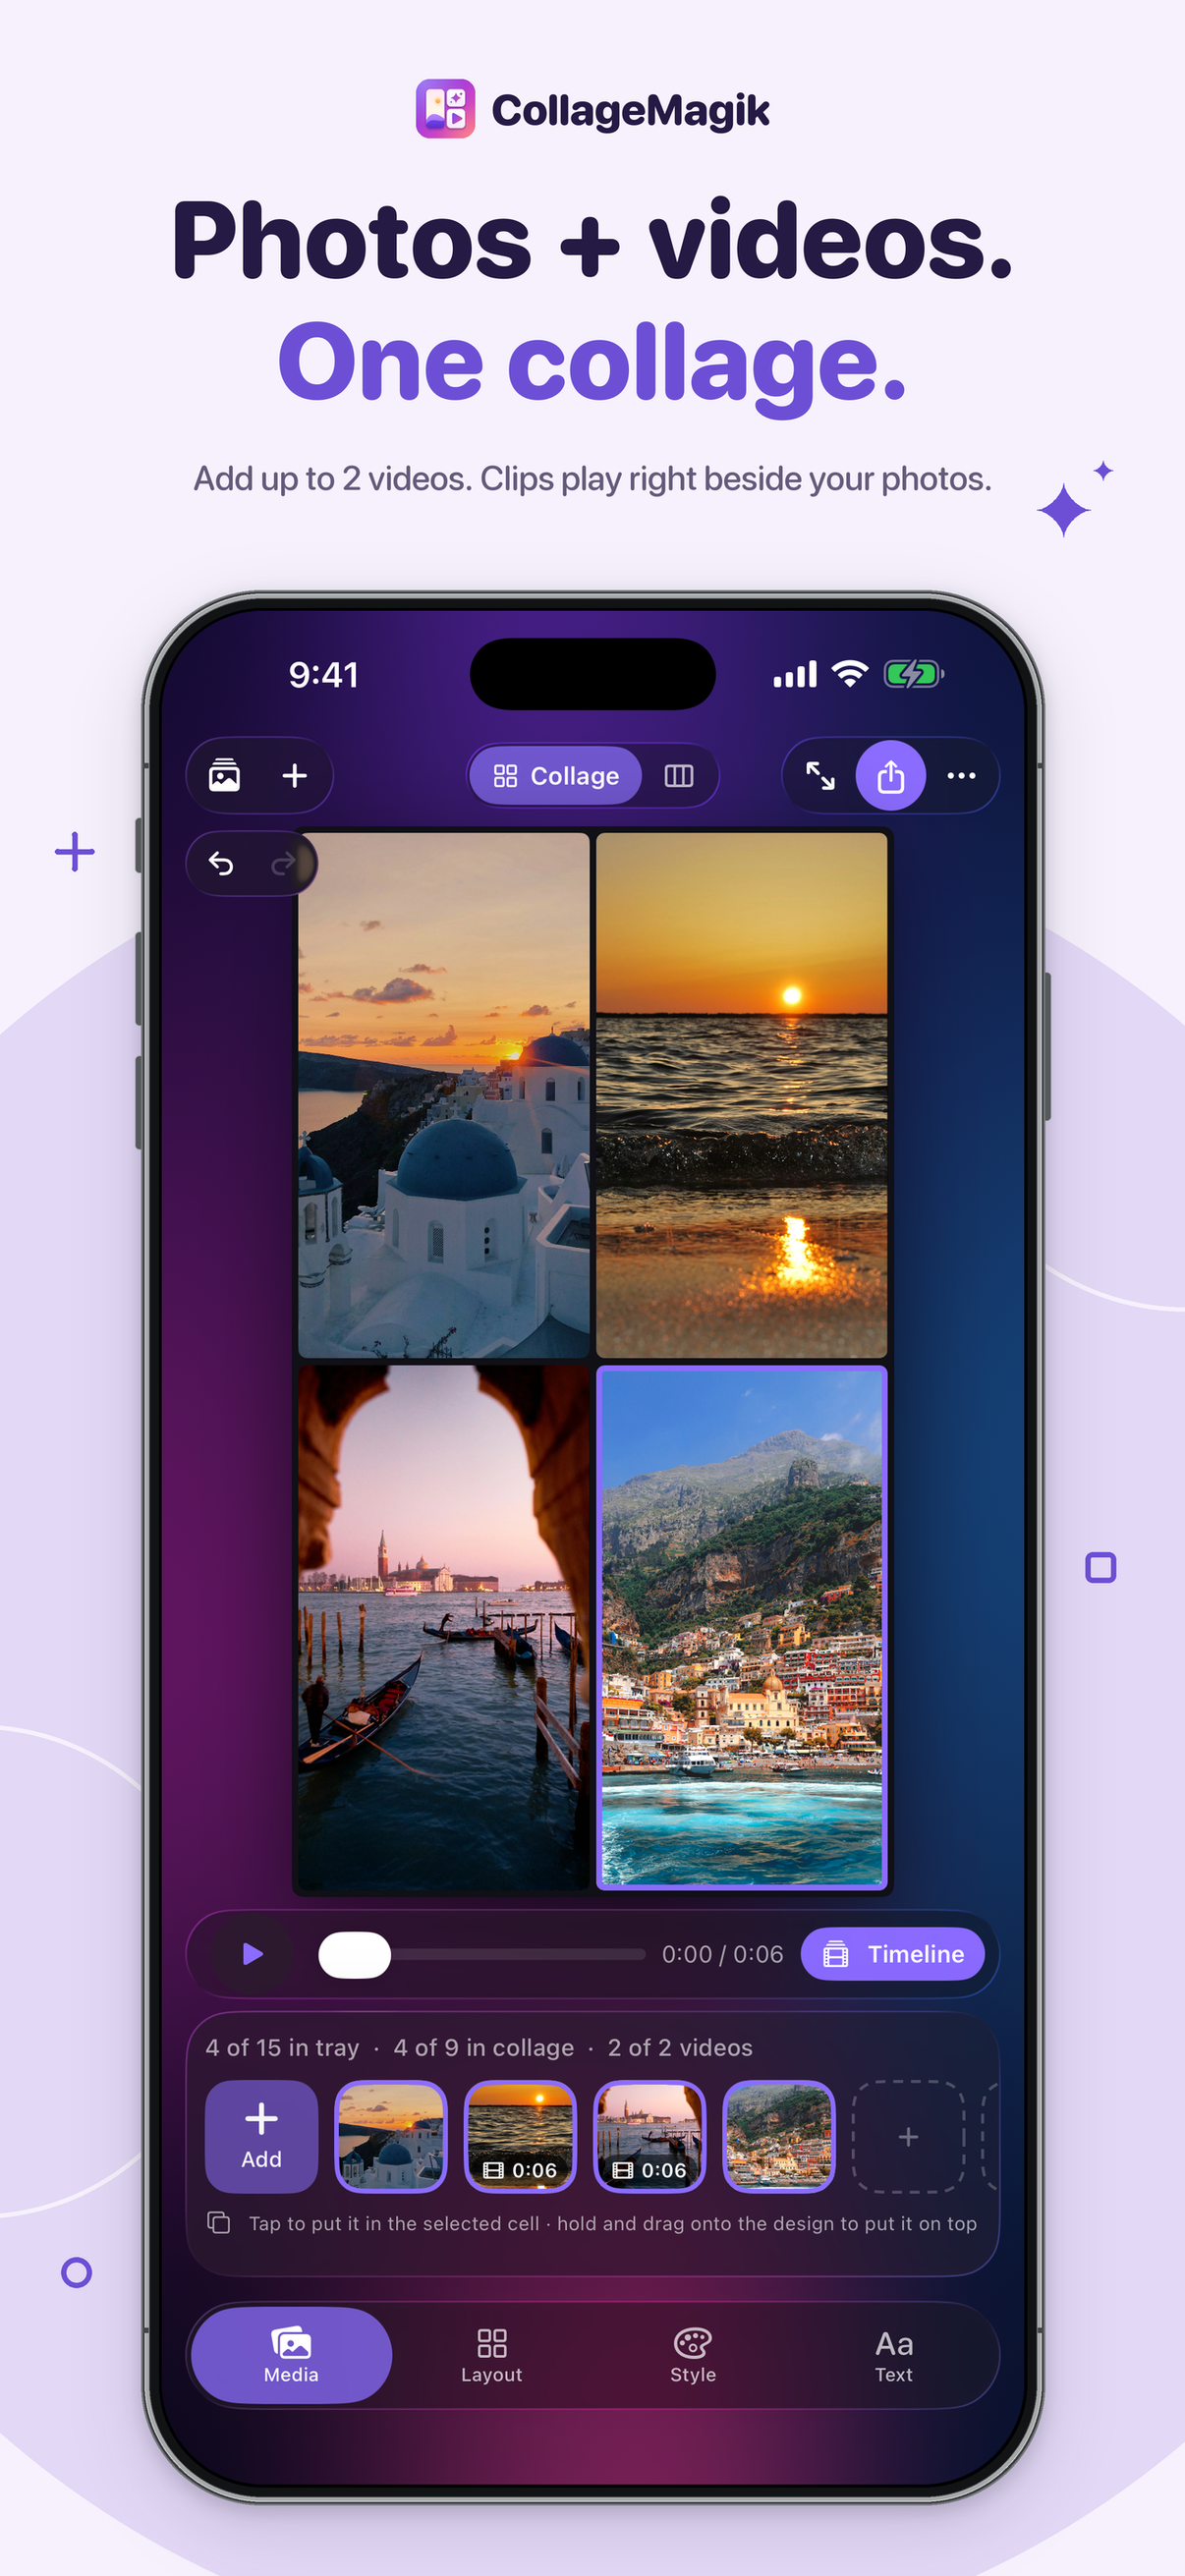 CollageMagik
Photos + videos.
One collage.
Add up to 2 videos. Clips play right beside your photos.
9:41
Collage
0:00 / 0:06
Timeline
4 of 15 in tray · 4 of 9 in collage · 2 of 2 videos
Add
0:06
0:06
Tap to put it in the selected cell · hold and drag onto the design to put it on top
Media
Layout
Style
Aa
Text